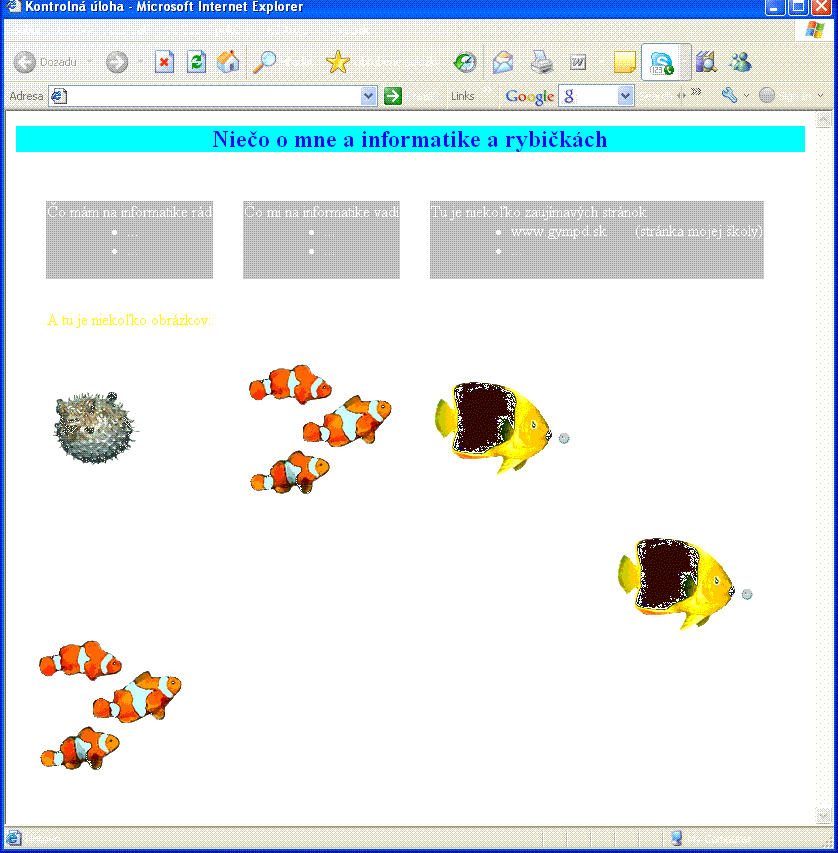 Kontrolná úloha - Microsoft Internet Explorer
Dozadu
Adresa
Links
Google
Niečo o mne a informatike a rybičkách
Čo mám na informatike rád
...
...
Čo mi na informatike vadí
...
...
Tu je niekoľko zaujímavých stránok
www.gympd.sk (stránka mojej školy)
...
A tu je niekoľko obrázkov
My Computer